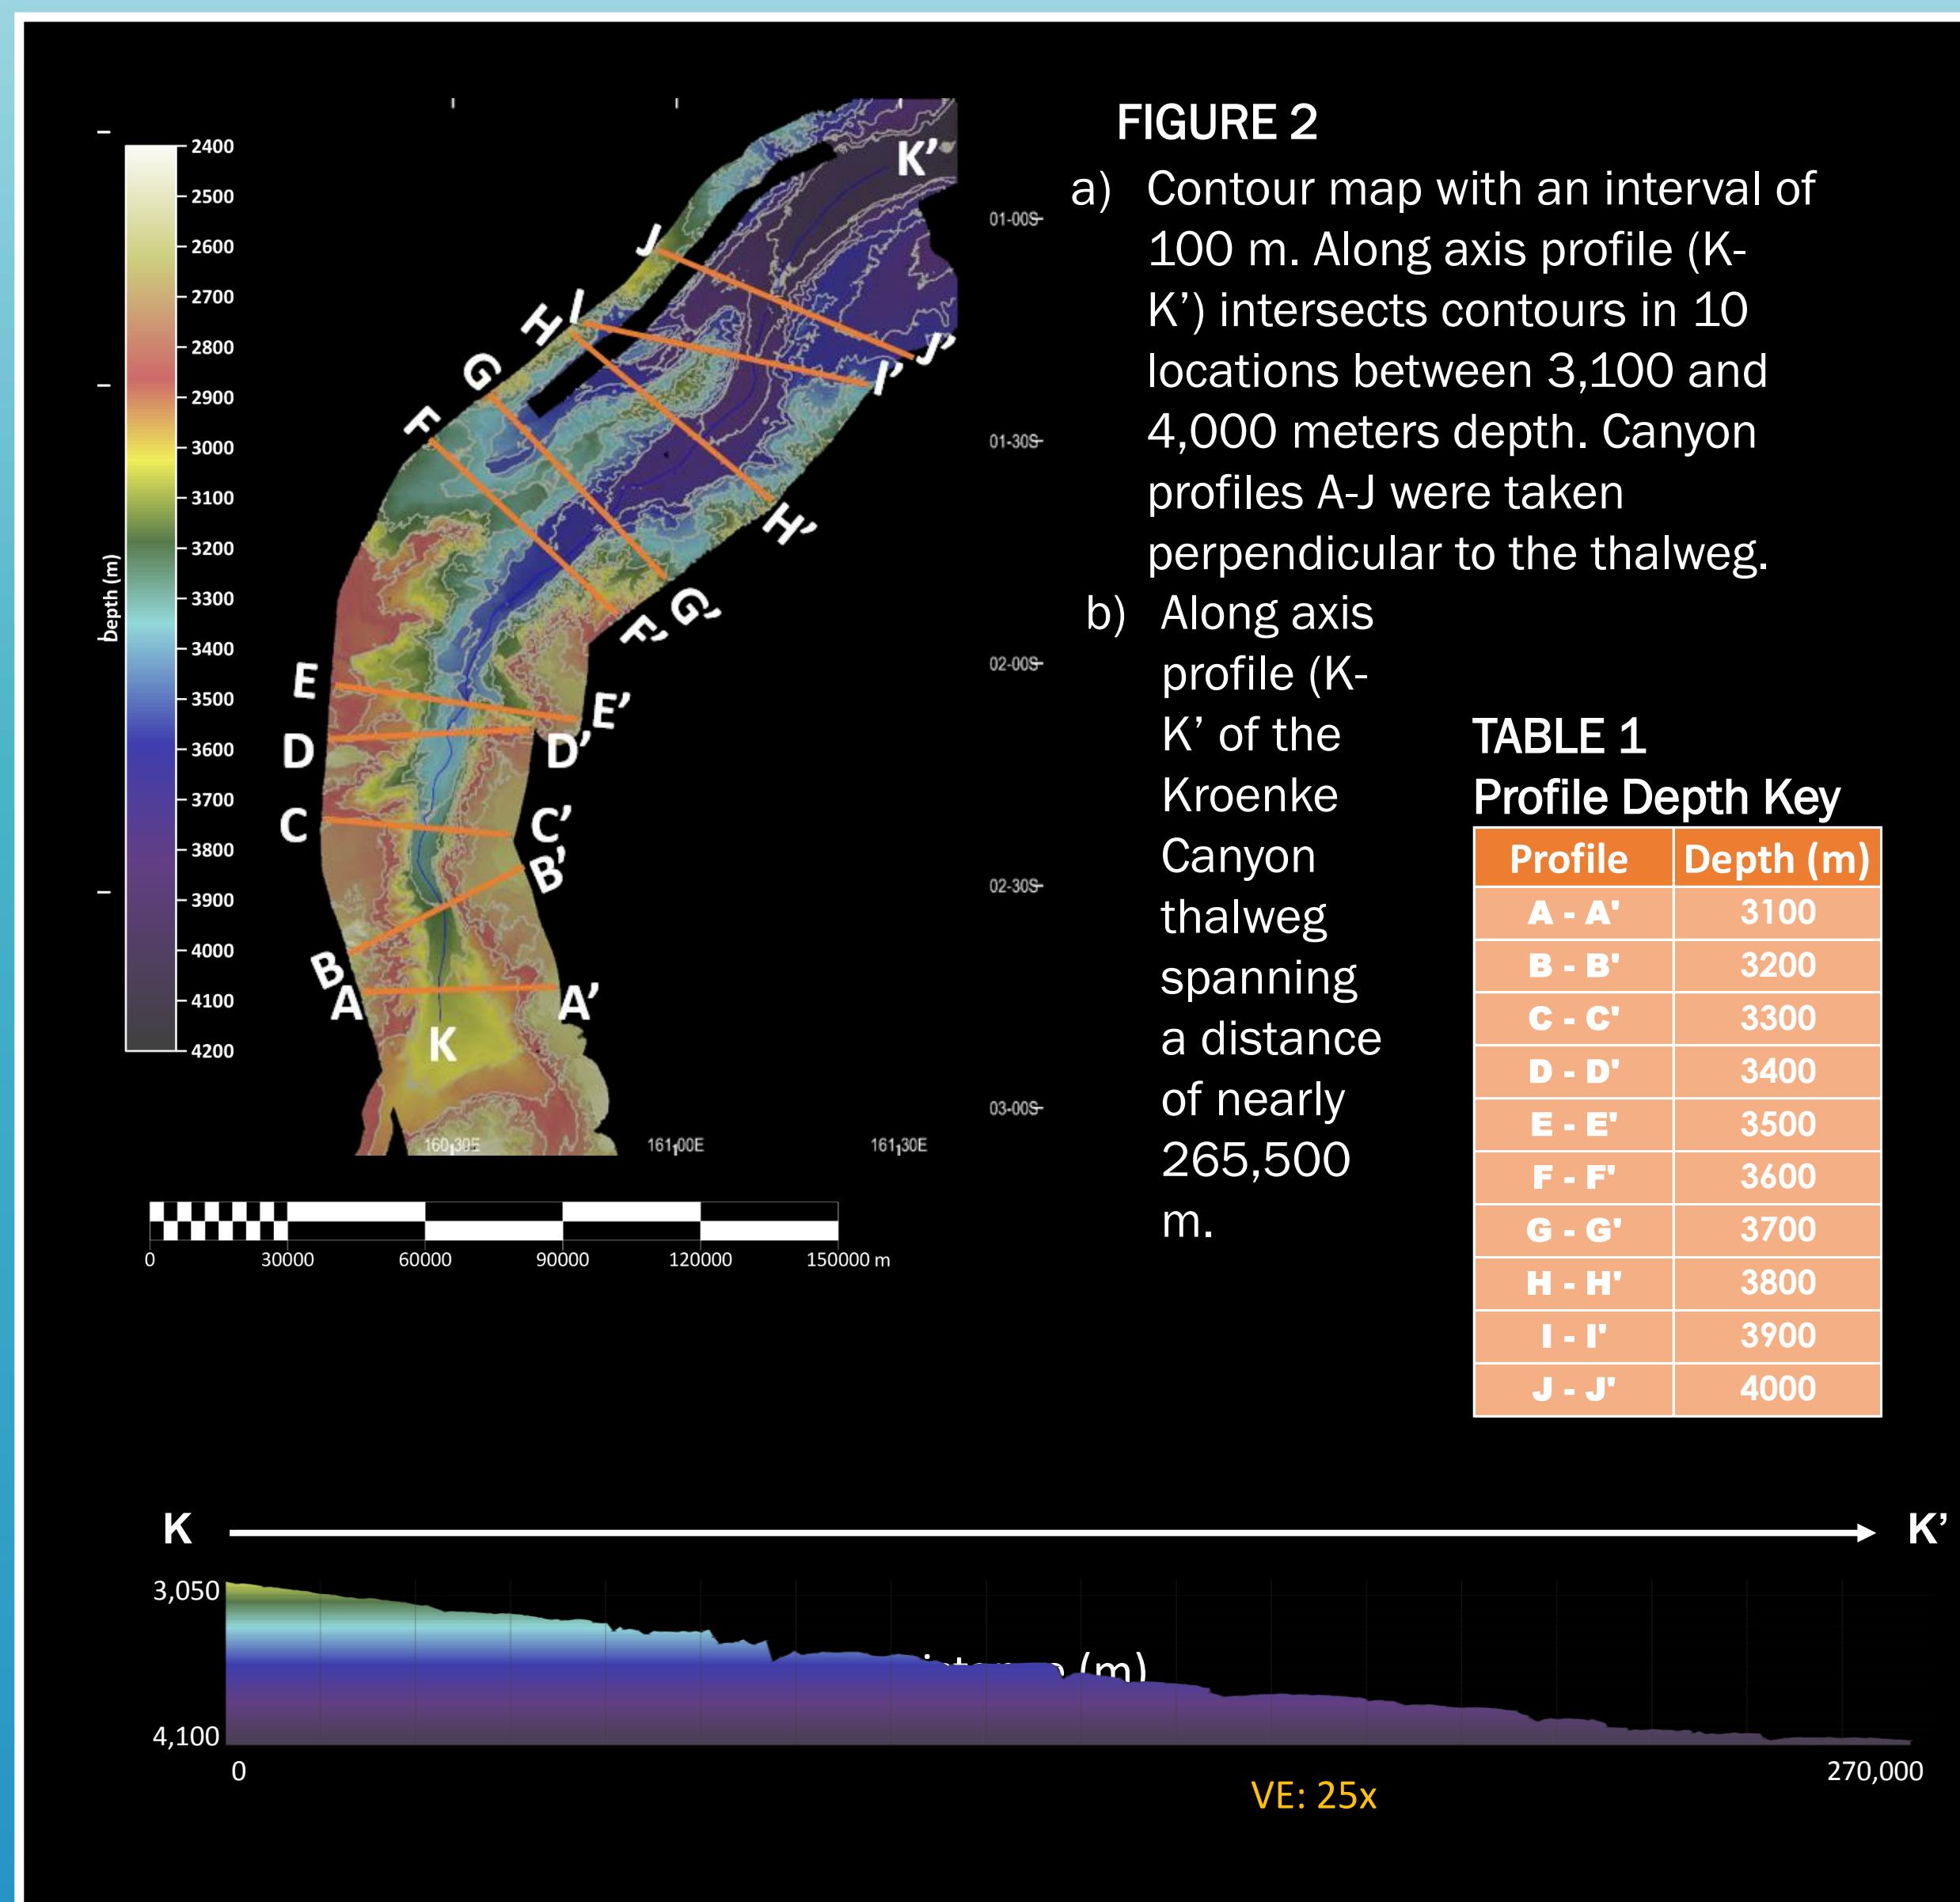 FIGURE 2
a) Contour map with an interval of
100 m. Along axis profile (K-
K’) intersects contours in 10
locations between 3,100 and
4,000 meters depth. Canyon
profiles A-J were taken
perpendicular to the thalweg.
b) Along axis
profile (K-
K’ of the
Kroenke
Canyon
thalweg
spanning
a distance
of nearly
265,500
m.
Depth (m)
2400
2500
2600
2700
2800
2900
3000
3100
3200
3300
3400
3500
3600
3700
3800
3900
4000
4100
4200
K’
J
J’
I
I’
H
H’
G
G’
F
F’
E
E’
D
D’
C
C’
B
B’
A
A’
K
01-00S
01-30S
02-00S
02-30S
03-00S
160-30E
161-00E
161-30E
0 30000 60000 90000 120000 150000 m
TABLE 1
Profile Depth Key
Profile Depth (m)
A - A' 3100
B - B' 3200
C - C' 3300
D - D' 3400
E - E' 3500
F - F' 3600
G - G' 3700
H - H' 3800
I - I' 3900
J - J' 4000
K K’
3,050
(m)
4,100
0 270,000
VE: 25x